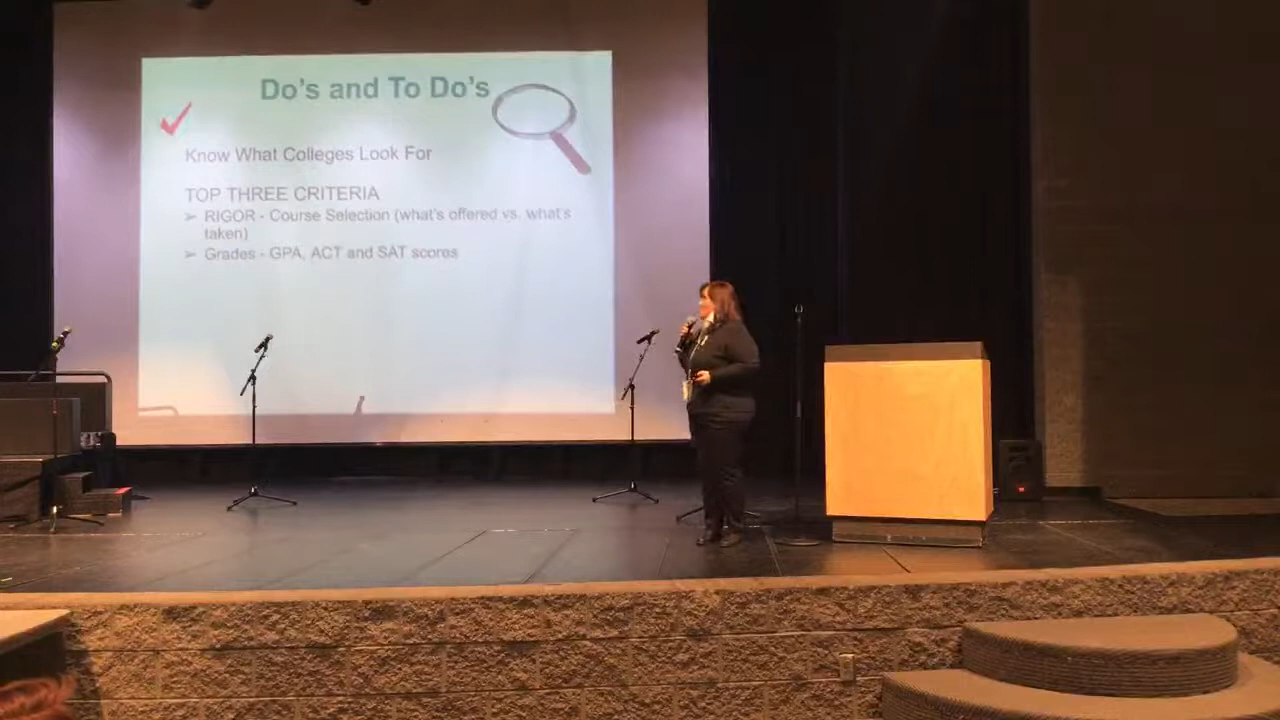 Do's and To Do's
Know What Colleges Look For
TOP THREE CRITERIA
➢ RIGOR - Course Selection (what's offered vs. what's
taken)
➢ Grades - GPA, ACT and SAT scores